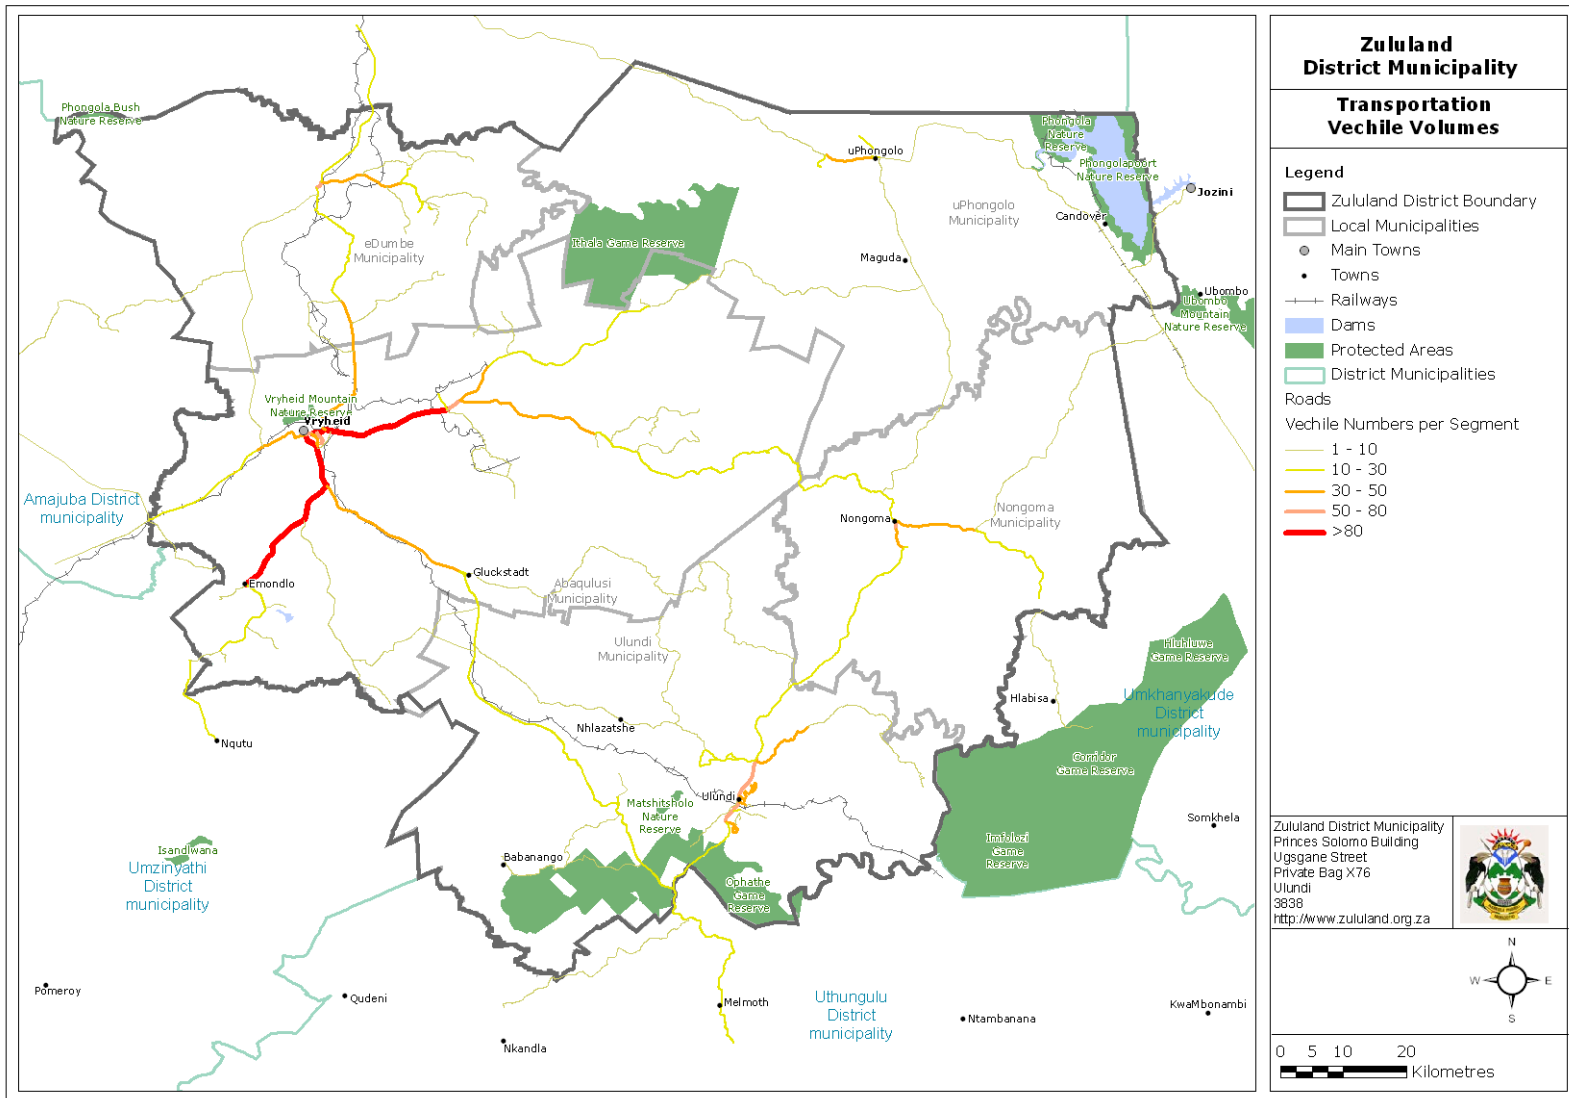 Zululand
District Municipality
Transportation
Vechile Volumes
Legend
Zululand District Boundary
Local Municipalities
Main Towns
Towns
Railways
Dams
Protected Areas
District Municipalities
Roads
Vechile Numbers per Segment
1 - 10
10 - 30
30 - 50
50 - 80
>80
Zululand District Municipality
Princes Solomo Building
Ugsgane Street
Private Bag X76
Ulundi
3838
http://www.zululand.org.za
N
W
E
S
0 5 10 20
Kilometres
Phongola Bush
Nature Reserve
uPhongolo
Phongola
Nature
Reserve
Phongolapoort
Nature Reserve
Jozini
uPhongolo
Municipality
Candover
eDumbe
Municipality
Ithala Game Reserve
Maguda
Ubombo
Ubombo
Mountain
Nature Reserve
Vryheid Mountain
Nature Reserve
Vryheid
Amajuba District
municipality
Nongoma
Nongoma
Municipality
Emondlo
Gluckstadt
Abaqulusi
Municipality
Ulundi
Municipality
Hluhluwe
Game Reserve
Hlabisa
Umkhanyakude
District
municipality
Nqutu
Nhlazatshe
Corridor
Game Reserve
Ulundi
Matshitsholo
Nature
Reserve
Somkhela
Isandlwana
Umzinyathi
District
municipality
Babanango
Imfolozi
Game
Reserve
Ophathe
Game
Reserve
Pomeroy
Qudeni
Melmoth
Uthungulu
District
municipality
Ntambanana
KwaMbonambi
Nkandla